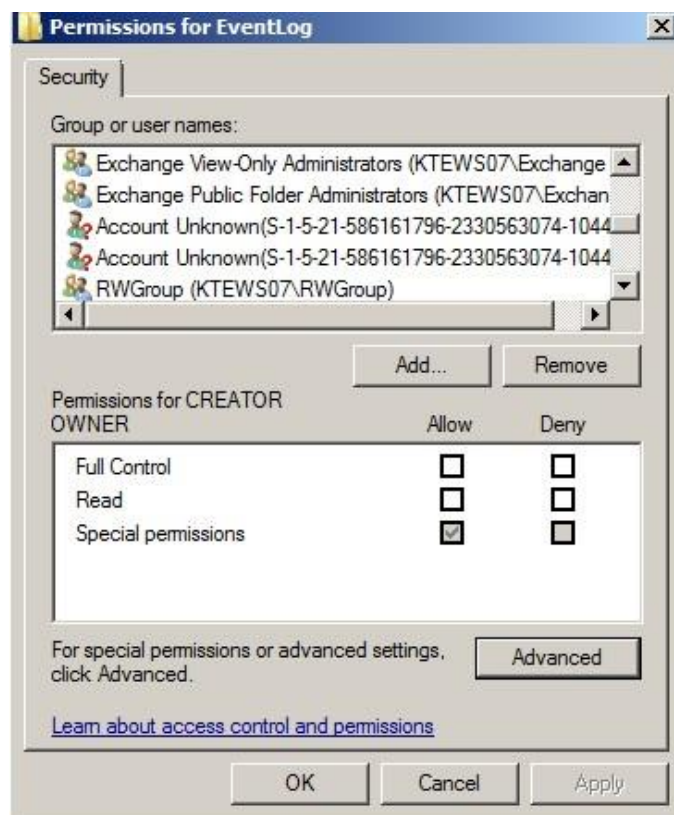 Permissions for EventLog
Security
Group or user names:
Exchange View-Only Administrators (KTEWS07\Exchange
Exchange Public Folder Administrators (KTEWS07\Exchan
Account Unknown(S-1-5-21-586161796-2330563074-1044
Account Unknown(S-1-5-21-586161796-2330563074-1044
RWGroup (KTEWS07\RWGroup)
Add... Remove
Permissions for CREATOR
OWNER Allow Deny
Full Control
Read
Special permissions
For special permissions or advanced settings,
click Advanced. Advanced
Learn about access control and permissions
OK Cancel Apply